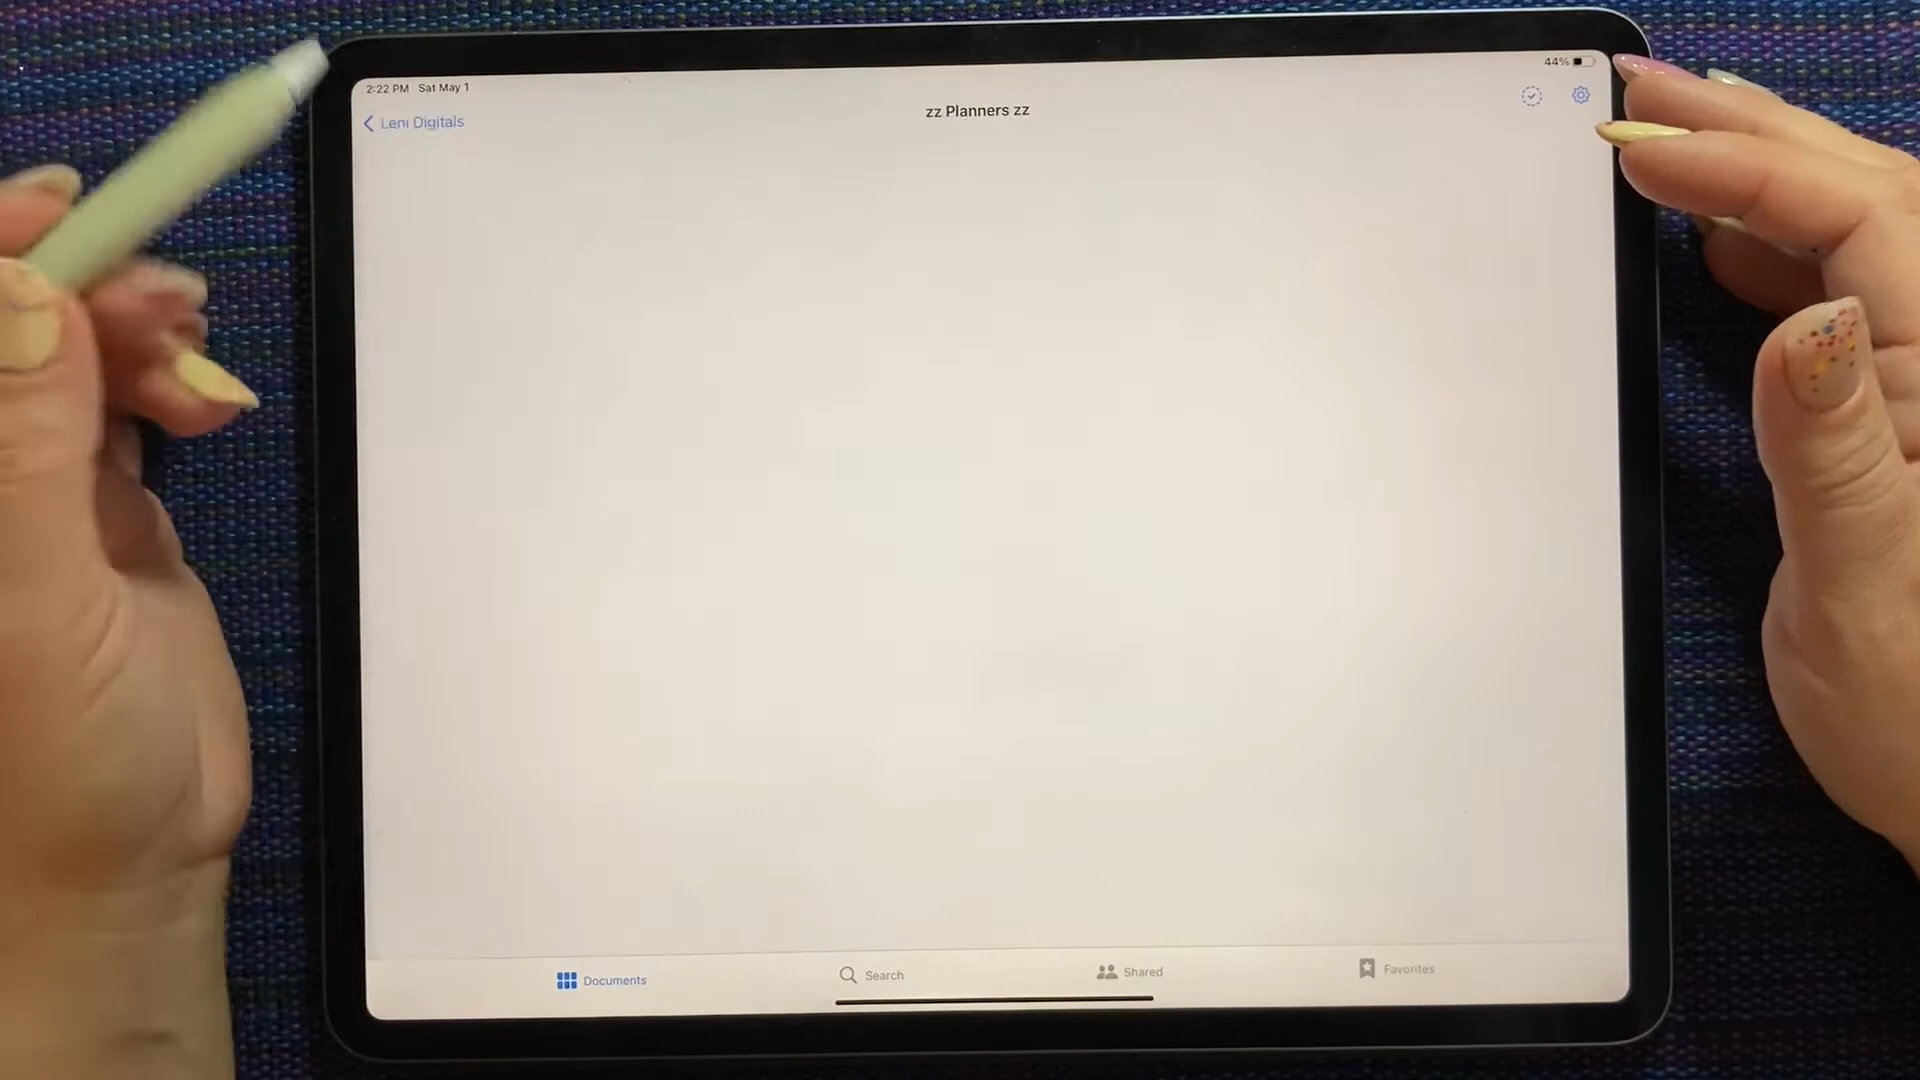 2:22 PM Sat May 1
44%
Leni Digitals
zz Planners zz
Documents
Search
Shared
Favorites